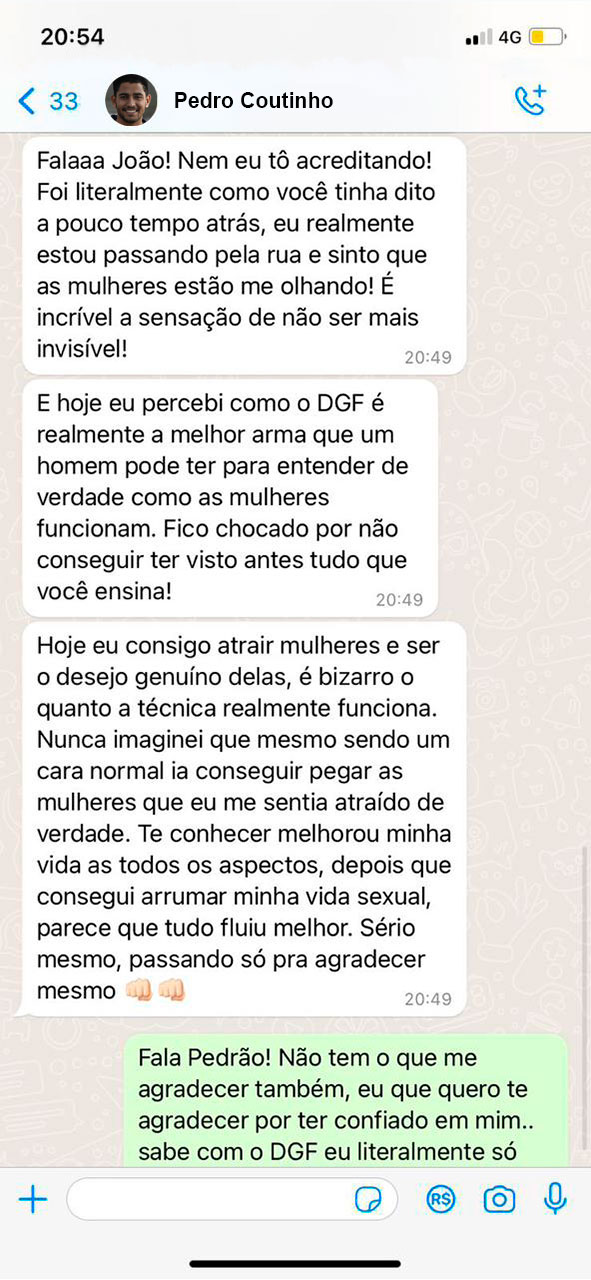 20:54
4G
33
Pedro Coutinho
Falaaa João! Nem eu tô acreditando!
Foi literalmente como você tinha dito
a pouco tempo atrás, eu realmente
estou passando pela rua e sinto que
as mulheres estão me olhando! É
incrível a sensação de não ser mais
invisível!
20:49
E hoje eu percebi como o DGF é
realmente a melhor arma que um
homem pode ter para entender de
verdade como as mulheres
funcionam. Fico chocado por não
conseguir ter visto antes tudo que
você ensina!
20:49
Hoje eu consigo atrair mulheres e ser
o desejo genuíno delas, é bizarro o
quanto a técnica realmente funciona.
Nunca imaginei que mesmo sendo um
cara normal ia conseguir pegar as
mulheres que eu me sentia atraído de
verdade. Te conhecer melhorou minha
vida as todos os aspectos, depois que
consegui arrumar minha vida sexual,
parece que tudo fluiu melhor. Sério
mesmo, passando só pra agradecer
mesmo 👊🏻👊🏻
20:49
Fala Pedrão! Não tem o que me
agradecer também, eu que quero te
agradecer por ter confiado em mim..
sabe com o DGF eu literalmente só
R$